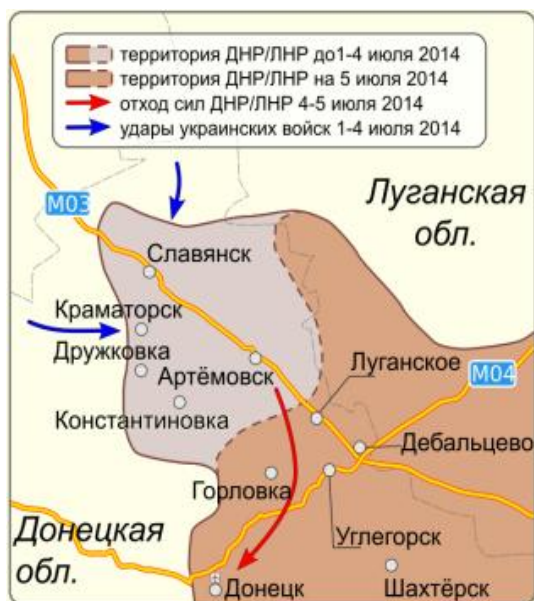 территория ДНР/ЛНР до1-4 июля 2014
территория ДНР/ЛНР на 5 июля 2014
отход сил ДНР/ЛНР 4-5 июля 2014
удары украинских войск 1-4 июля 2014
М03
Луганская
обл.
Славянск
Краматорск
Дружковка
Артёмовск
Луганское
М04
Константиновка
Дебальцево
Горловка
Углегорск
Донецкая
обл.
Донецк
Шахтёрск